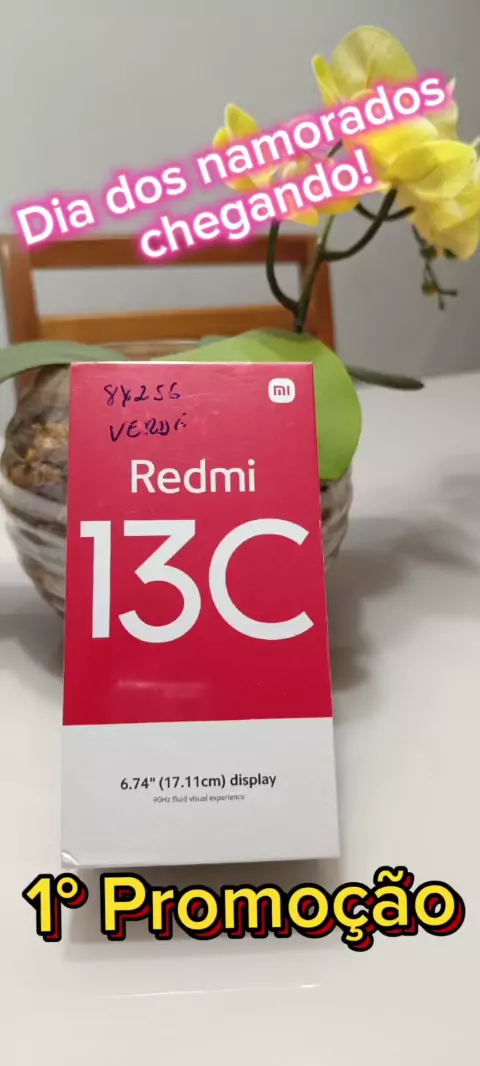 Dia dos namorados
chegando!
8X256
VERDE
mi
Redmi
13C
6.74" (17.11cm) display
90Hz fluid visual experience
1° Promoção